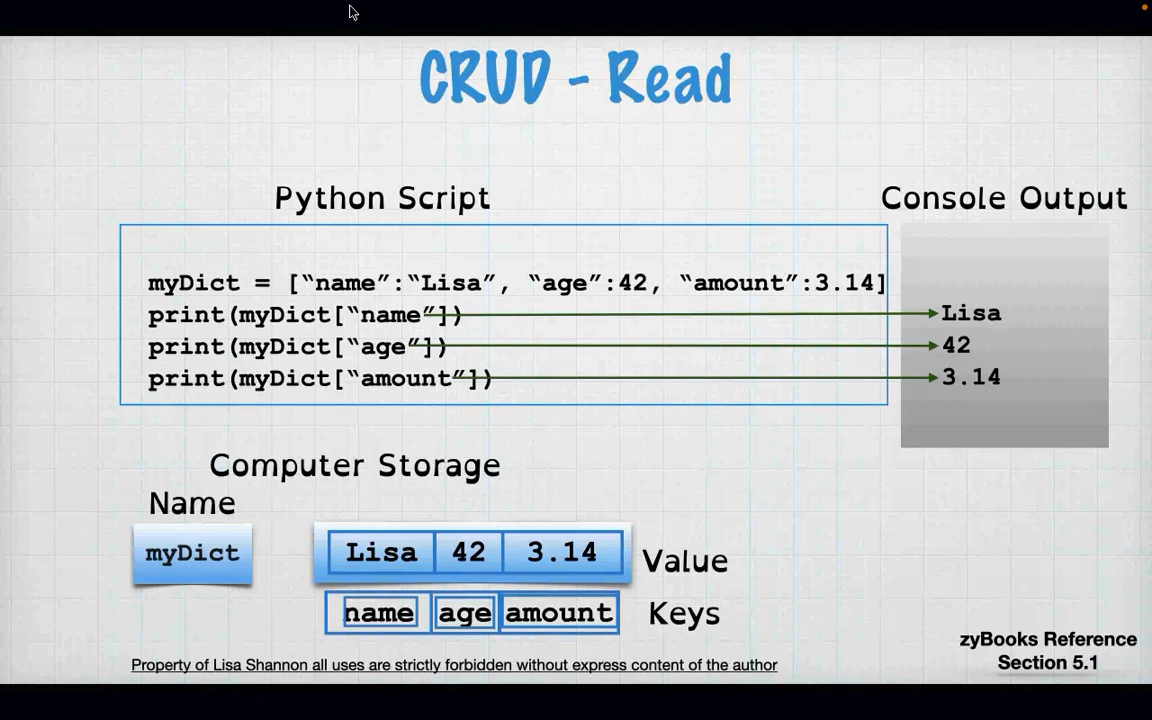 CRUD - Read
Python Script
Console Output
myDict = [“name”:“Lisa”, “age”:42, “amount”:3.14]
print(myDict[“name”])
print(myDict[“age”])
print(myDict[“amount”])
Lisa
42
3.14
Computer Storage
Name
myDict
Lisa 42 3.14 Value
name age amount Keys
zyBooks Reference
Section 5.1
Property of Lisa Shannon all uses are strictly forbidden without express content of the author